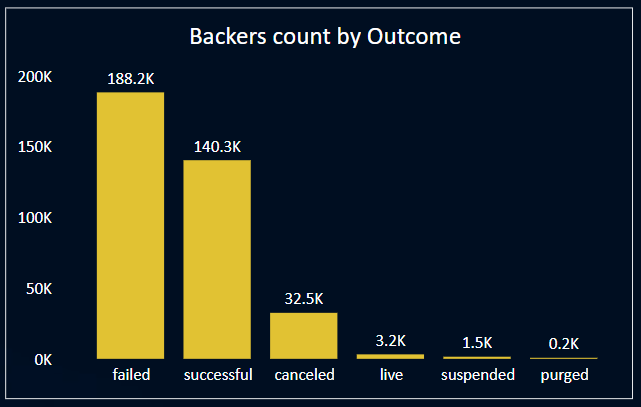 Backers count by Outcome
200K
150K
100K
50K
0K
188.2K
140.3K
32.5K
3.2K
1.5K
0.2K
failed
successful
canceled
live
suspended
purged